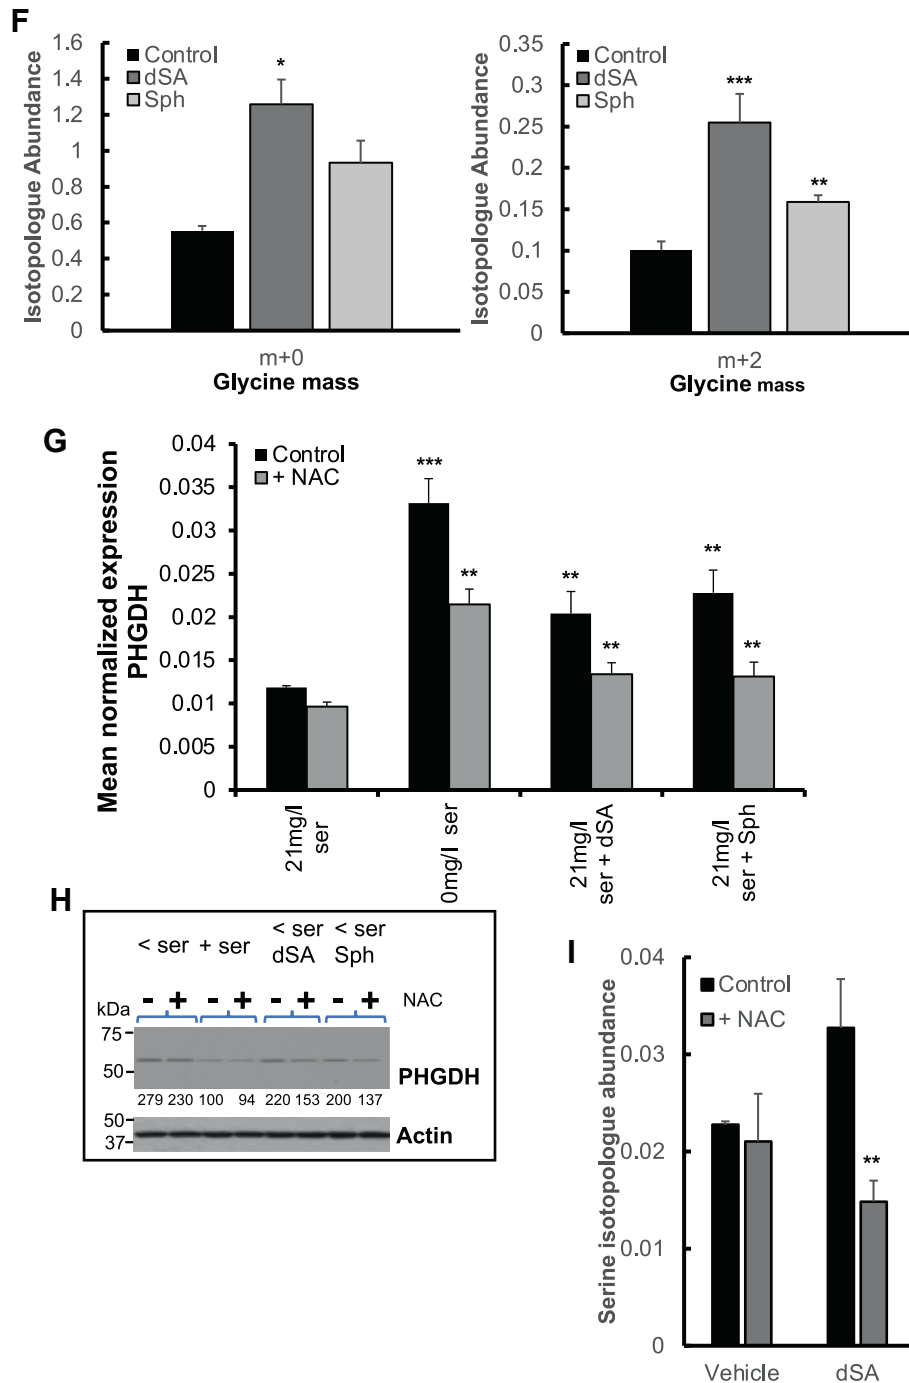 F
Isotopologue Abundance
1.6
1.4
1.2
1
0.8
0.6
0.4
0.2
0
Control
dSA
Sph
*
m+0
Glycine mass
Isotopologue Abundance
0.35
0.3
0.25
0.2
0.15
0.1
0.05
0
Control
dSA
Sph
***
**
m+2
Glycine mass
G
Mean normalized expression
PHGDH
0.04
0.035
0.03
0.025
0.02
0.015
0.01
0.005
0
Control
+ NAC
***
**
**
**
**
**
21mg/l
ser
0mg/l ser
21mg/l
ser + dSA
21mg/l
ser + Sph
H
< ser + ser < ser dSA < ser Sph
- + - + - + - + NAC
kDa
75
50
PHGDH
279 230 100 94 220 153 200 137
50
37
Actin
I
Serine isotopologue abundance
0.04
0.03
0.02
0.01
0
Control
+ NAC
**
Vehicle dSA